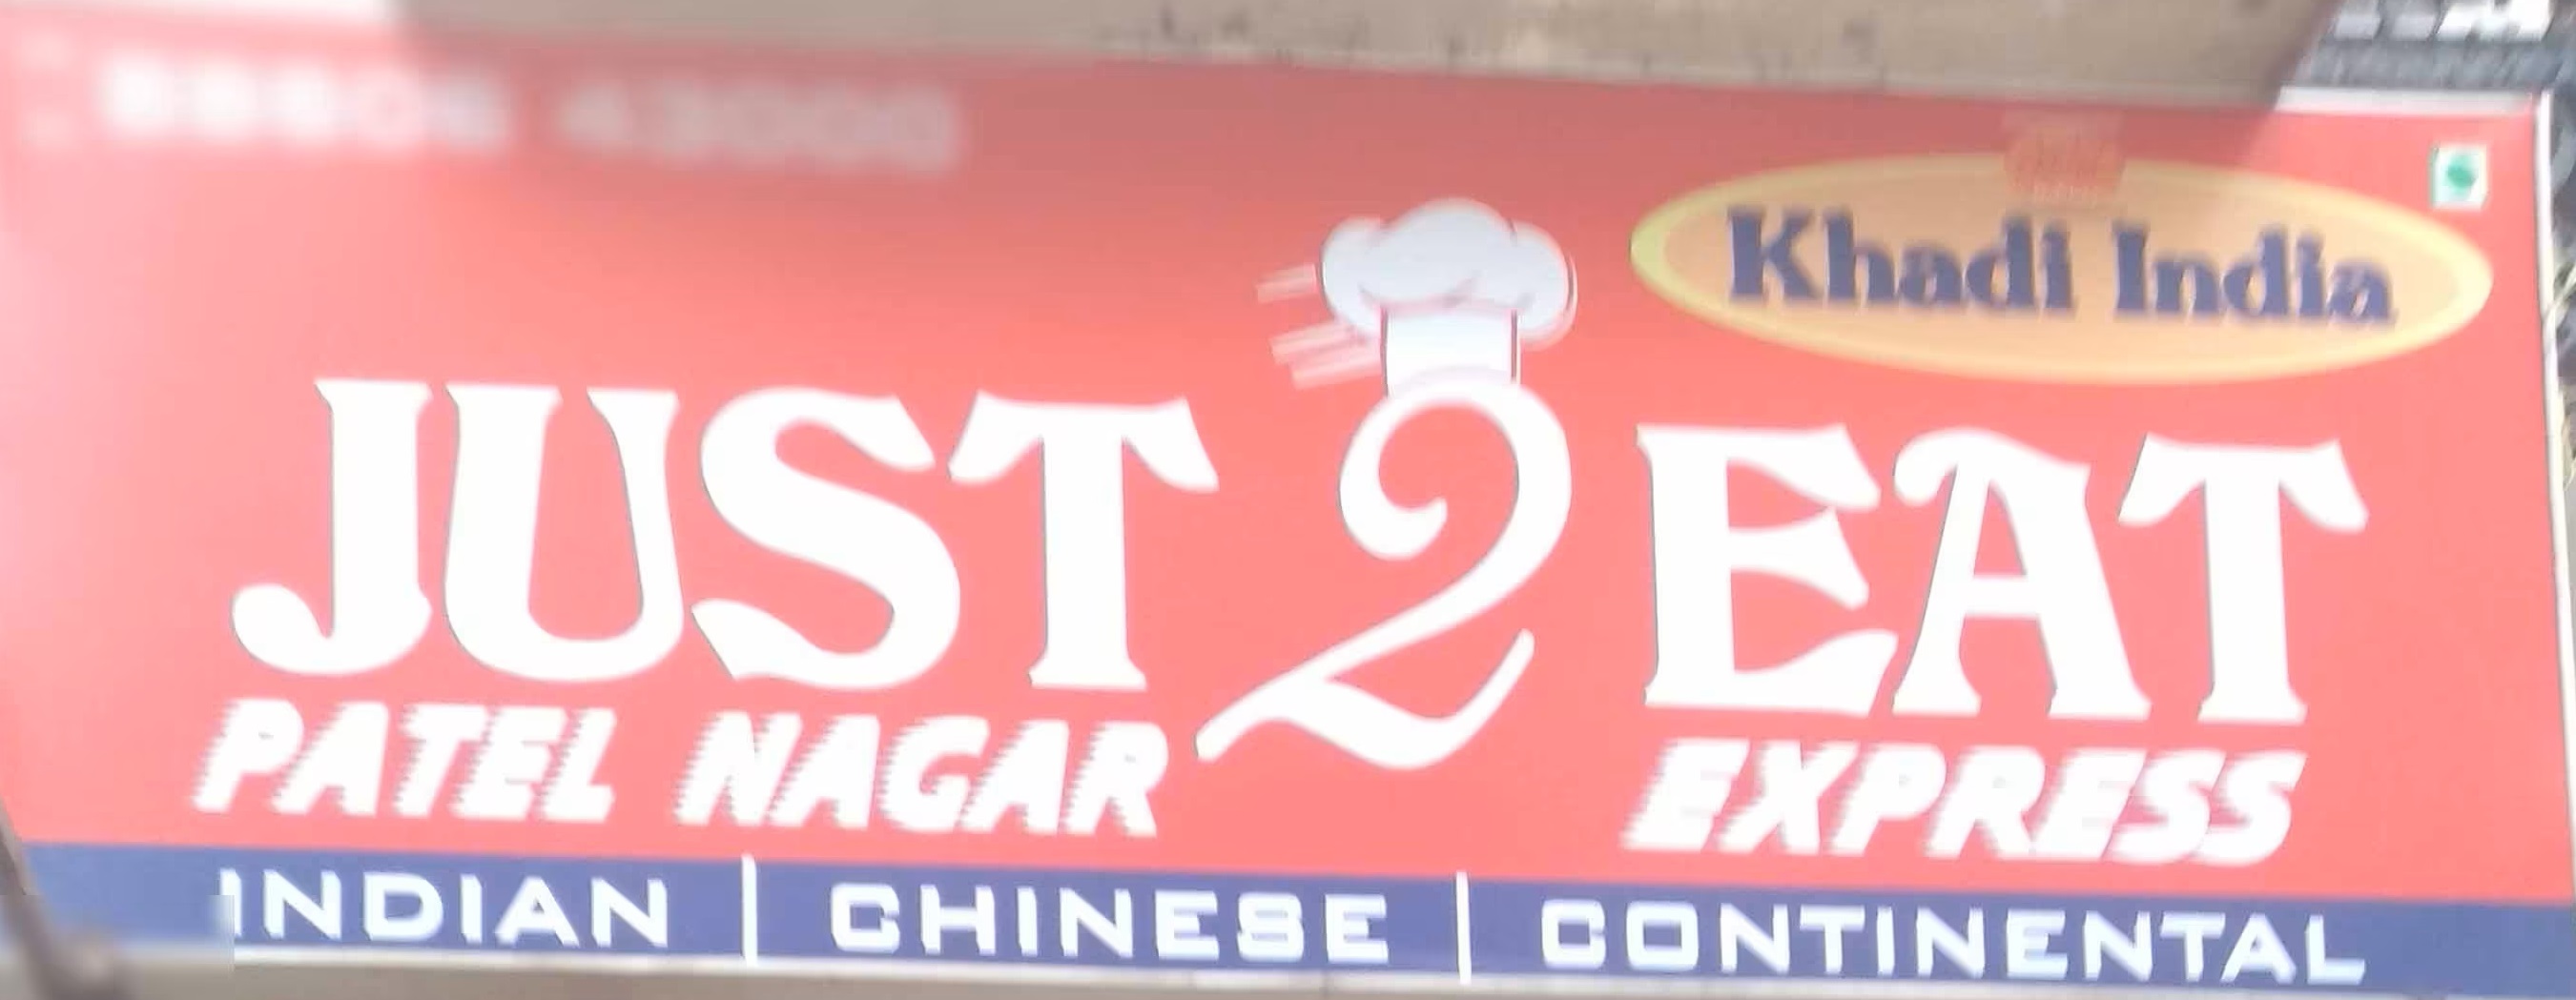 Khadi India
JUST 2 EAT
PATEL NAGAR EXPRESS
INDIAN | CHINESE | CONTINENTAL